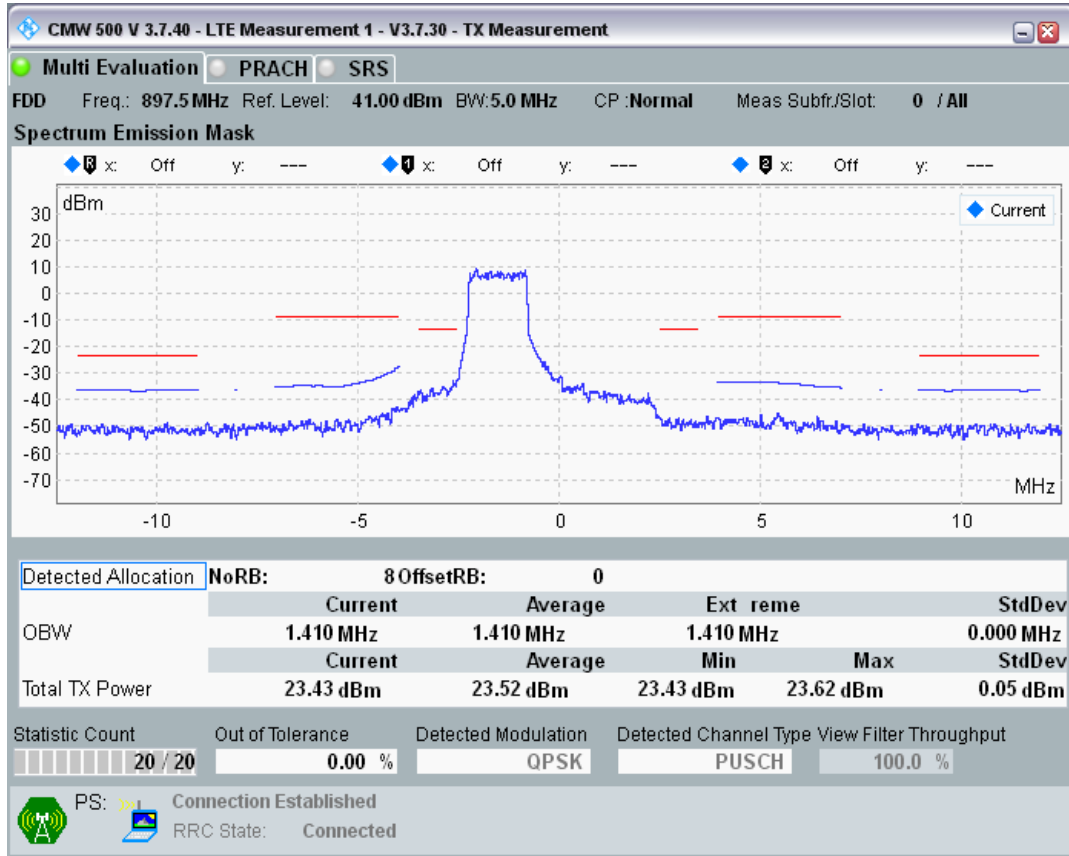 CMW 500 V 3.7.40 - LTE Measurement 1 - V3.7.30 - TX Measurement
Multi Evaluation PRACH SRS
FDD Freq.: 897.5 MHz Ref. Level: 41.00 dBm BW:5.0 MHz CP :Normal Meas Subfr./Slot: 0 / All
Spectrum Emission Mask
R x: Off y: --- 1 x: Off y: --- 2 x: Off y: ---
dBm
Current
30
20
10
0
-10
-20
-30
-40
-50
-60
-70
MHz
-10 -5 0 5 10
Detected Allocation NoRB: 8 OffsetRB: 0
Current Average Ext reme StdDev
OBW 1.410 MHz 1.410 MHz 1.410 MHz 0.000 MHz
Current Average Min Max StdDev
Total TX Power 23.43 dBm 23.52 dBm 23.43 dBm 23.62 dBm 0.05 dBm
Statistic Count Out of Tolerance Detected Modulation Detected Channel Type View Filter Throughput
20 / 20 0.00 % QPSK PUSCH 100.0 %
PS: Connection Established
RRC State: Connected